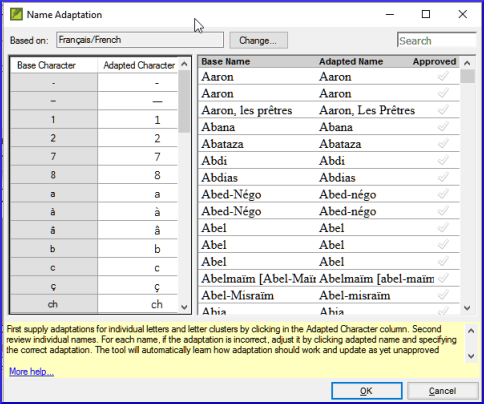 Name Adaptation
Based on: Français/French Change... Search
Base Character Adapted Character
- -
– —
1 1
2 2
7 7
8 8
a a
à à
â â
b b
c c
ç ç
ch ch
Base Name Adapted Name Approved
Aaron Aaron
Aaron Aaron
Aaron, les prêtres Aaron, Les Prêtres
Abana Abana
Abataza Abataza
Abdi Abdi
Abdias Abdias
Abed-Négo Abed-négo
Abed-Négo Abed-négo
Abel Abel
Abel Abel
Abel Abel
Abelmaïm [Abel-Maïm Abelmaïm [abel-maïm
Abel-Misraïm Abel-misraïm
Abia Abia
First supply adaptations for individual letters and letter clusters by clicking in the Adapted Character column. Second
review individual names. For each name, if the adaptation is incorrect, adjust it by clicking adapted name and specifying
the correct adaptation. The tool will automatically learn how adaptation should work and update as yet unapproved
More help...
OK Cancel